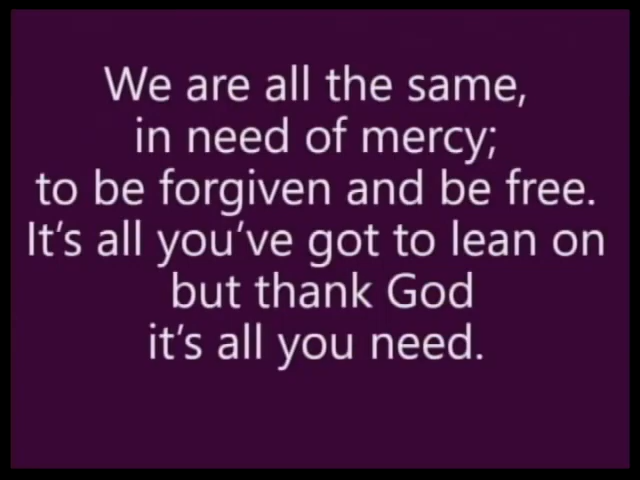 We are all the same,
in need of mercy;
to be forgiven and be free.
It's all you've got to lean on
but thank God
it's all you need.